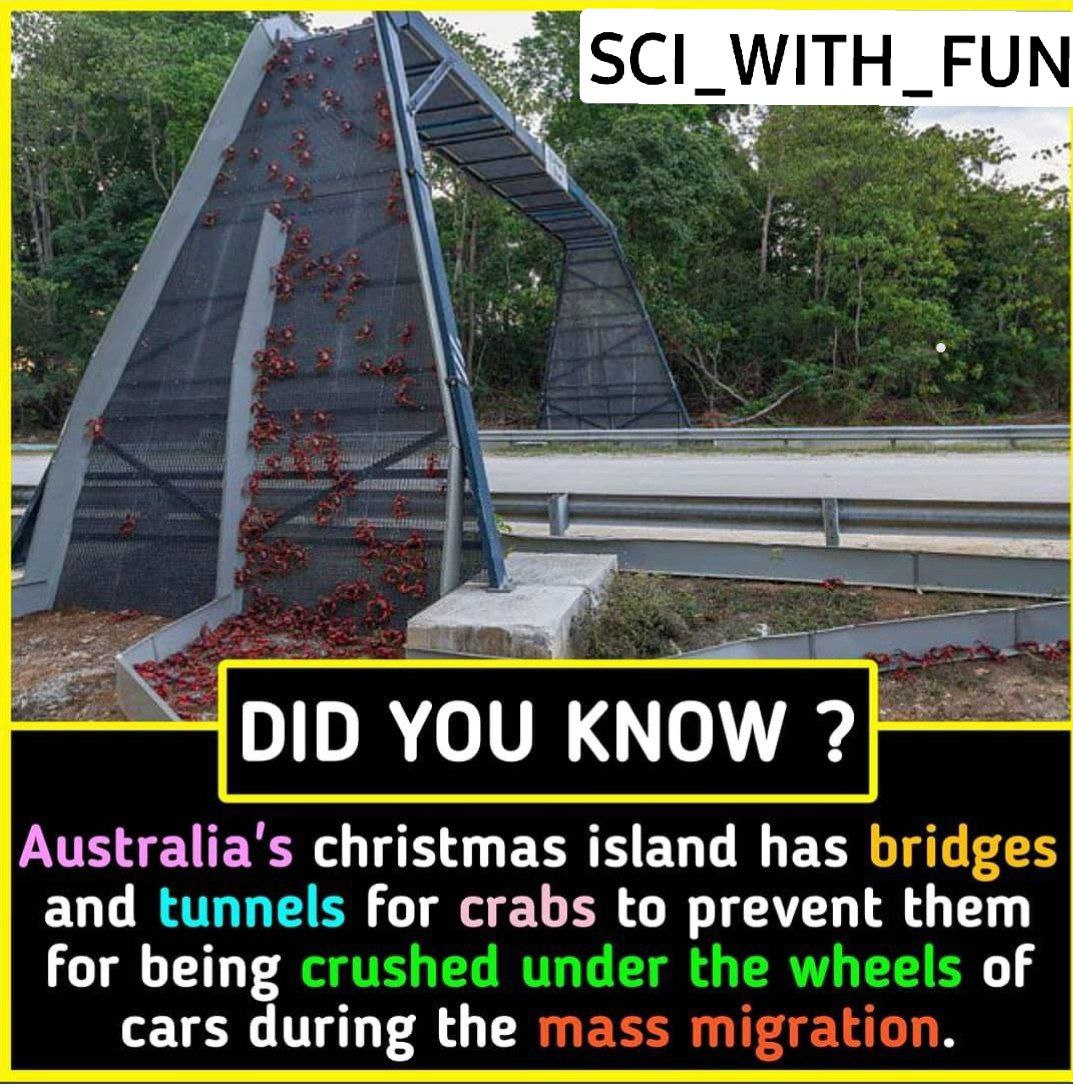 SCI_WITH_FUN
DID YOU KNOW ?
Australia's christmas island has bridges
and tunnels for crabs to prevent them
for being crushed under the wheels of
cars during the mass migration.